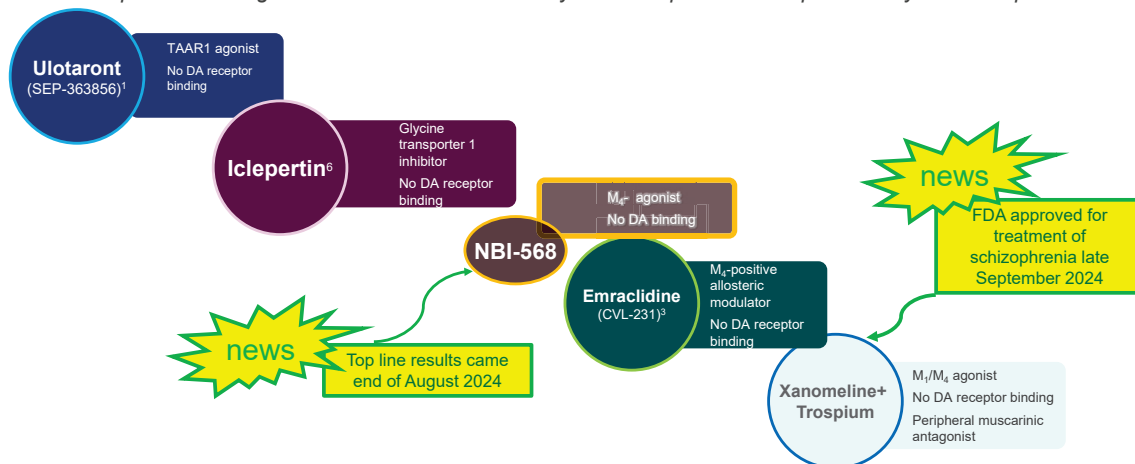 Ulotaront
(SEP-363856)¹
TAAR1 agonist
No DA receptor
binding
Iclepertin⁶
Glycine
transporter 1
inhibitor
No DA receptor
binding
NBI-568
M₄- agonist
No DA binding
Emraclidine
(CVL-231)³
M₄-positive
allosteric
modulator
No DA receptor
binding
Xanomeline+
Trospium
M₁/M₄ agonist
No DA receptor binding
Peripheral muscarinic
antagonist
news
Top line results came
end of August 2024
news
FDA approved for
treatment of
schizophrenia late
September 2024